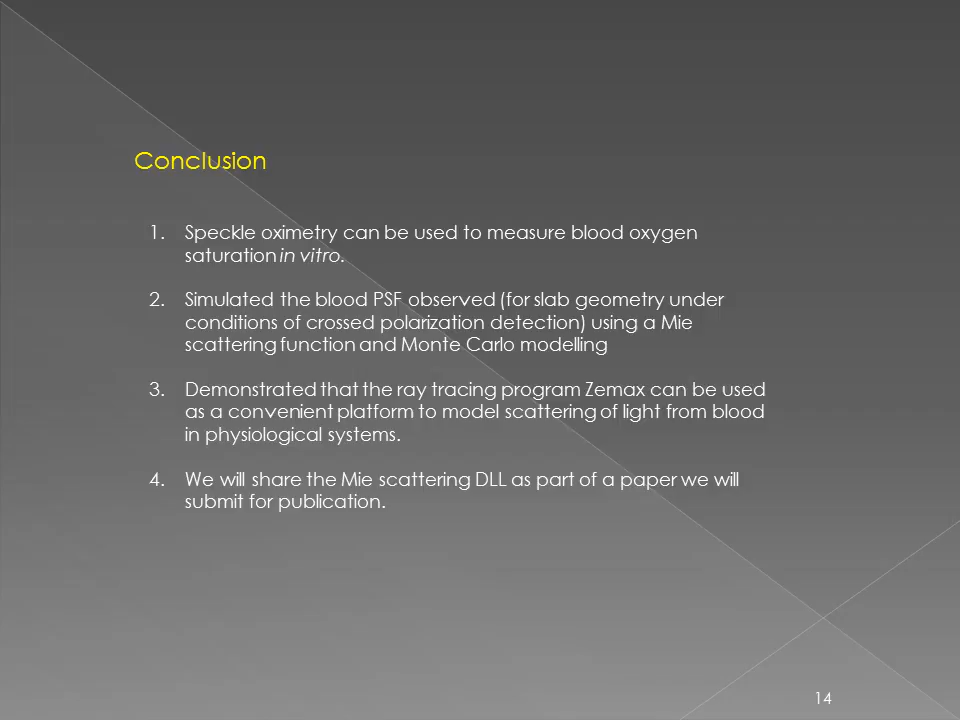 Conclusion
1. Speckle oximetry can be used to measure blood oxygen
saturation in vitro.
2. Simulated the blood PSF observed (for slab geometry under
conditions of crossed polarization detection) using a Mie
scattering function and Monte Carlo modelling
3. Demonstrated that the ray tracing program Zemax can be used
as a convenient platform to model scattering of light from blood
in physiological systems.
4. We will share the Mie scattering DLL as part of a paper we will
submit for publication.
14